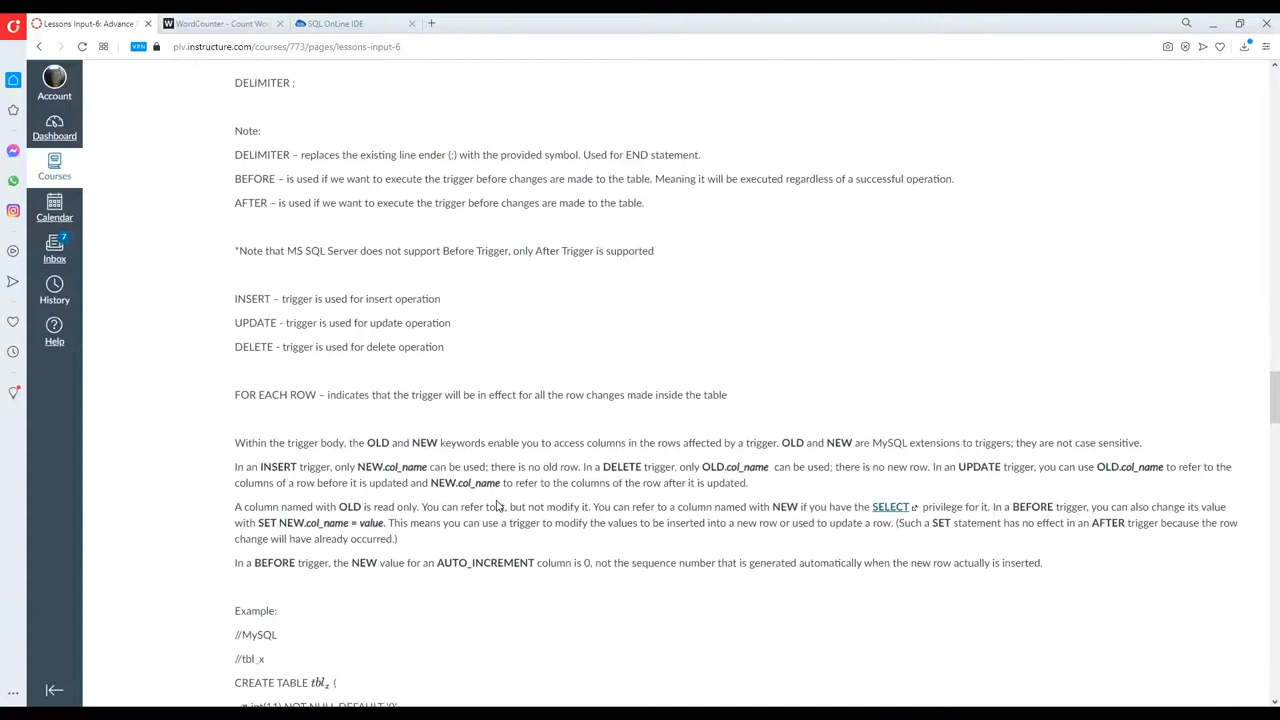 Lessons Input-6: Advance
WordCounter - Count Wo
SQL OnLine IDE
VPN
plv.instructure.com/courses/773/pages/lessons-input-6
Account
Dashboard
Courses
Calendar
7
Inbox
History
Help
DELIMITER ;
Note:
DELIMITER – replaces the existing line ender (;) with the provided symbol. Used for END statement.
BEFORE – is used if we want to execute the trigger before changes are made to the table. Meaning it will be executed regardless of a successful operation.
AFTER – is used if we want to execute the trigger before changes are made to the table.
*Note that MS SQL Server does not support Before Trigger, only After Trigger is supported
INSERT – trigger is used for insert operation
UPDATE - trigger is used for update operation
DELETE - trigger is used for delete operation
FOR EACH ROW – indicates that the trigger will be in effect for all the row changes made inside the table
Within the trigger body, the OLD and NEW keywords enable you to access columns in the rows affected by a trigger. OLD and NEW are MySQL extensions to triggers; they are not case sensitive.
In an INSERT trigger, only NEW.col_name can be used; there is no old row. In a DELETE trigger, only OLD.col_name can be used; there is no new row. In an UPDATE trigger, you can use OLD.col_name to refer to the
columns of a row before it is updated and NEW.col_name to refer to the columns of the row after it is updated.
A column named with OLD is read only. You can refer to , but not modify it. You can refer to a column named with NEW if you have the SELECT privilege for it. In a BEFORE trigger, you can also change its value
with SET NEW.col_name = value. This means you can use a trigger to modify the values to be inserted into a new row or used to update a row. (Such a SET statement has no effect in an AFTER trigger because the row
change will have already occurred.)
In a BEFORE trigger, the NEW value for an AUTO_INCREMENT column is 0, not the sequence number that is generated automatically when the new row actually is inserted.
Example:
//MySQL
//tbl_x
CREATE TABLE tblx (
int(11) NOT NULL DEFAULT '0'